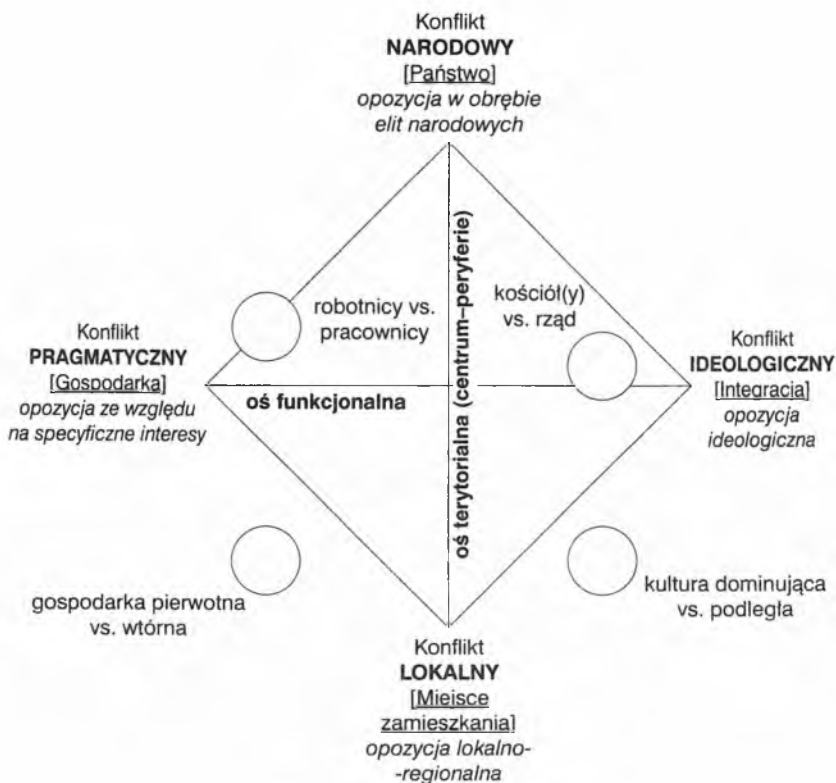 Konflikt
NARODOWY
[Państwo]
opozycja w obrębie
elit narodowych
robotnicy vs.
pracownicy
kościół(y)
vs. rząd
Konflikt
PRAGMATYCZNY
[Gospodarka]
opozycja ze względu
na specyficzne interesy
oś funkcjonalna
oś terytorialna (centrum–peryferie)
Konflikt
IDEOLOGICZNY
[Integracja]
opozycja
ideologiczna
gospodarka pierwotna
vs. wtórna
kultura dominująca
vs. podległa
Konflikt
LOKALNY
[Miejsce
zamieszkania]
opozycja lokalno-
-regionalna